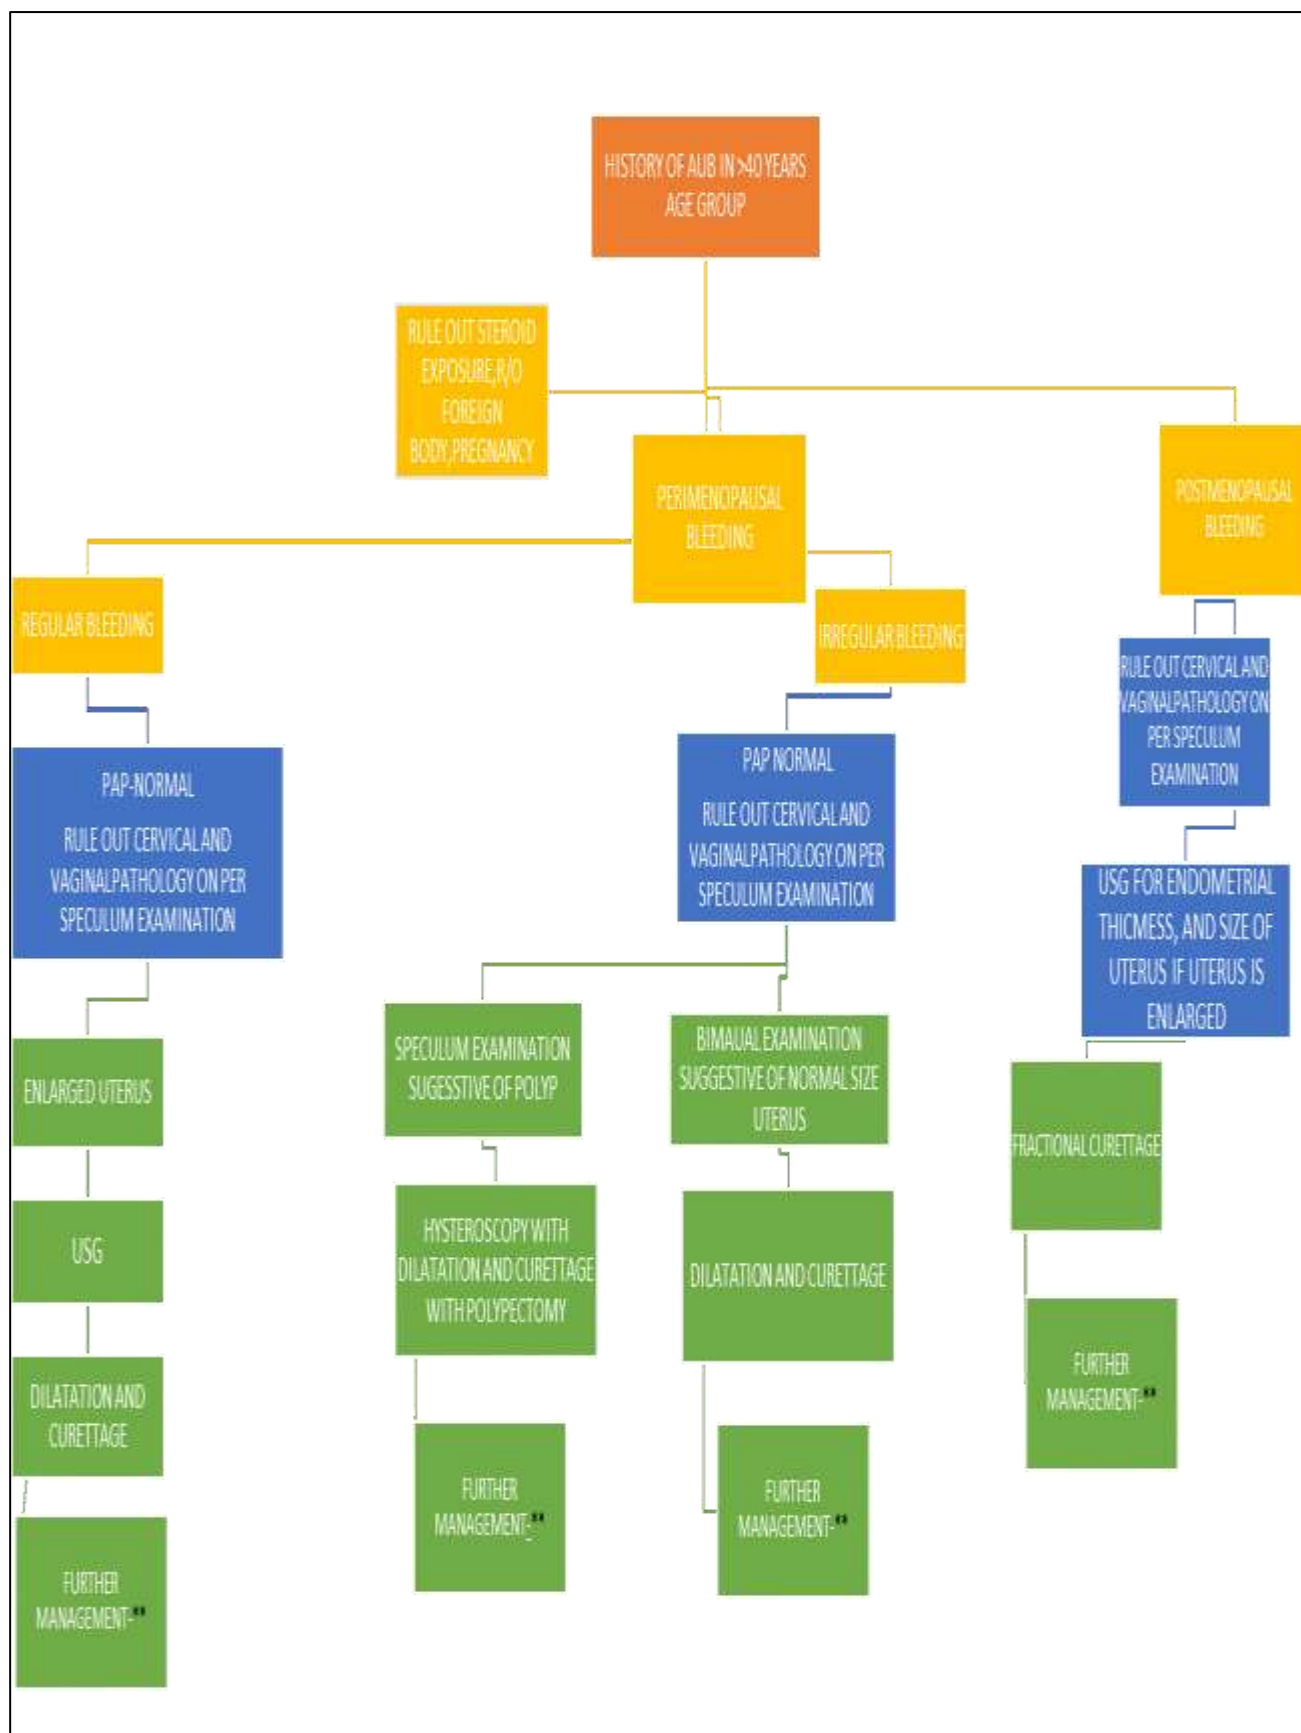 HISTORY OF AUB IN >40 YEARS
AGE GROUP
RULE OUT STEROID
EXPOSURE,R/O
FOREIGN
BODY,PREGNANCY
PERIMENOPAUSAL
BLEEDING
POSTMENOPAUSAL
BLEEDING
REGULAR BLEEDING
IRREGULAR BLEEDING
PAP-NORMAL
RULE OUT CERVICAL AND
VAGINALPATHOLOGY ON PER
SPECULUM EXAMINATION
PAP NORMAL
RULE OUT CERVICAL AND
VAGINALPATHOLOGY ON PER
SPECULUM EXAMINATION
RULE OUT CERVICAL AND
VAGINALPATHOLOGY ON
PER SPECULUM
EXAMINATION
USG FOR ENDOMETRIAL
THICMESS, AND SIZE OF
UTERUS IF UTERUS IS
ENLARGED
ENLARGED UTERUS
SPECULUM EXAMINATION
SUGESSTIVE OF POLYP
BIMAUAL EXAMINATION
SUGGESTIVE OF NORMAL SIZE
UTERUS
FRACTIONAL CURETTAGE
USG
HYSTEROSCOPY WITH
DILATATION AND CURETTAGE
WITH POLYPECTOMY
DILATATION AND CURETTAGE
FURTHER
MANAGEMENT-**
DILATATION AND
CURETTAGE
FURTHER
MANAGEMENT-**
FURTHER
MANAGEMENT-**
FURTHER
MANAGEMENT-**